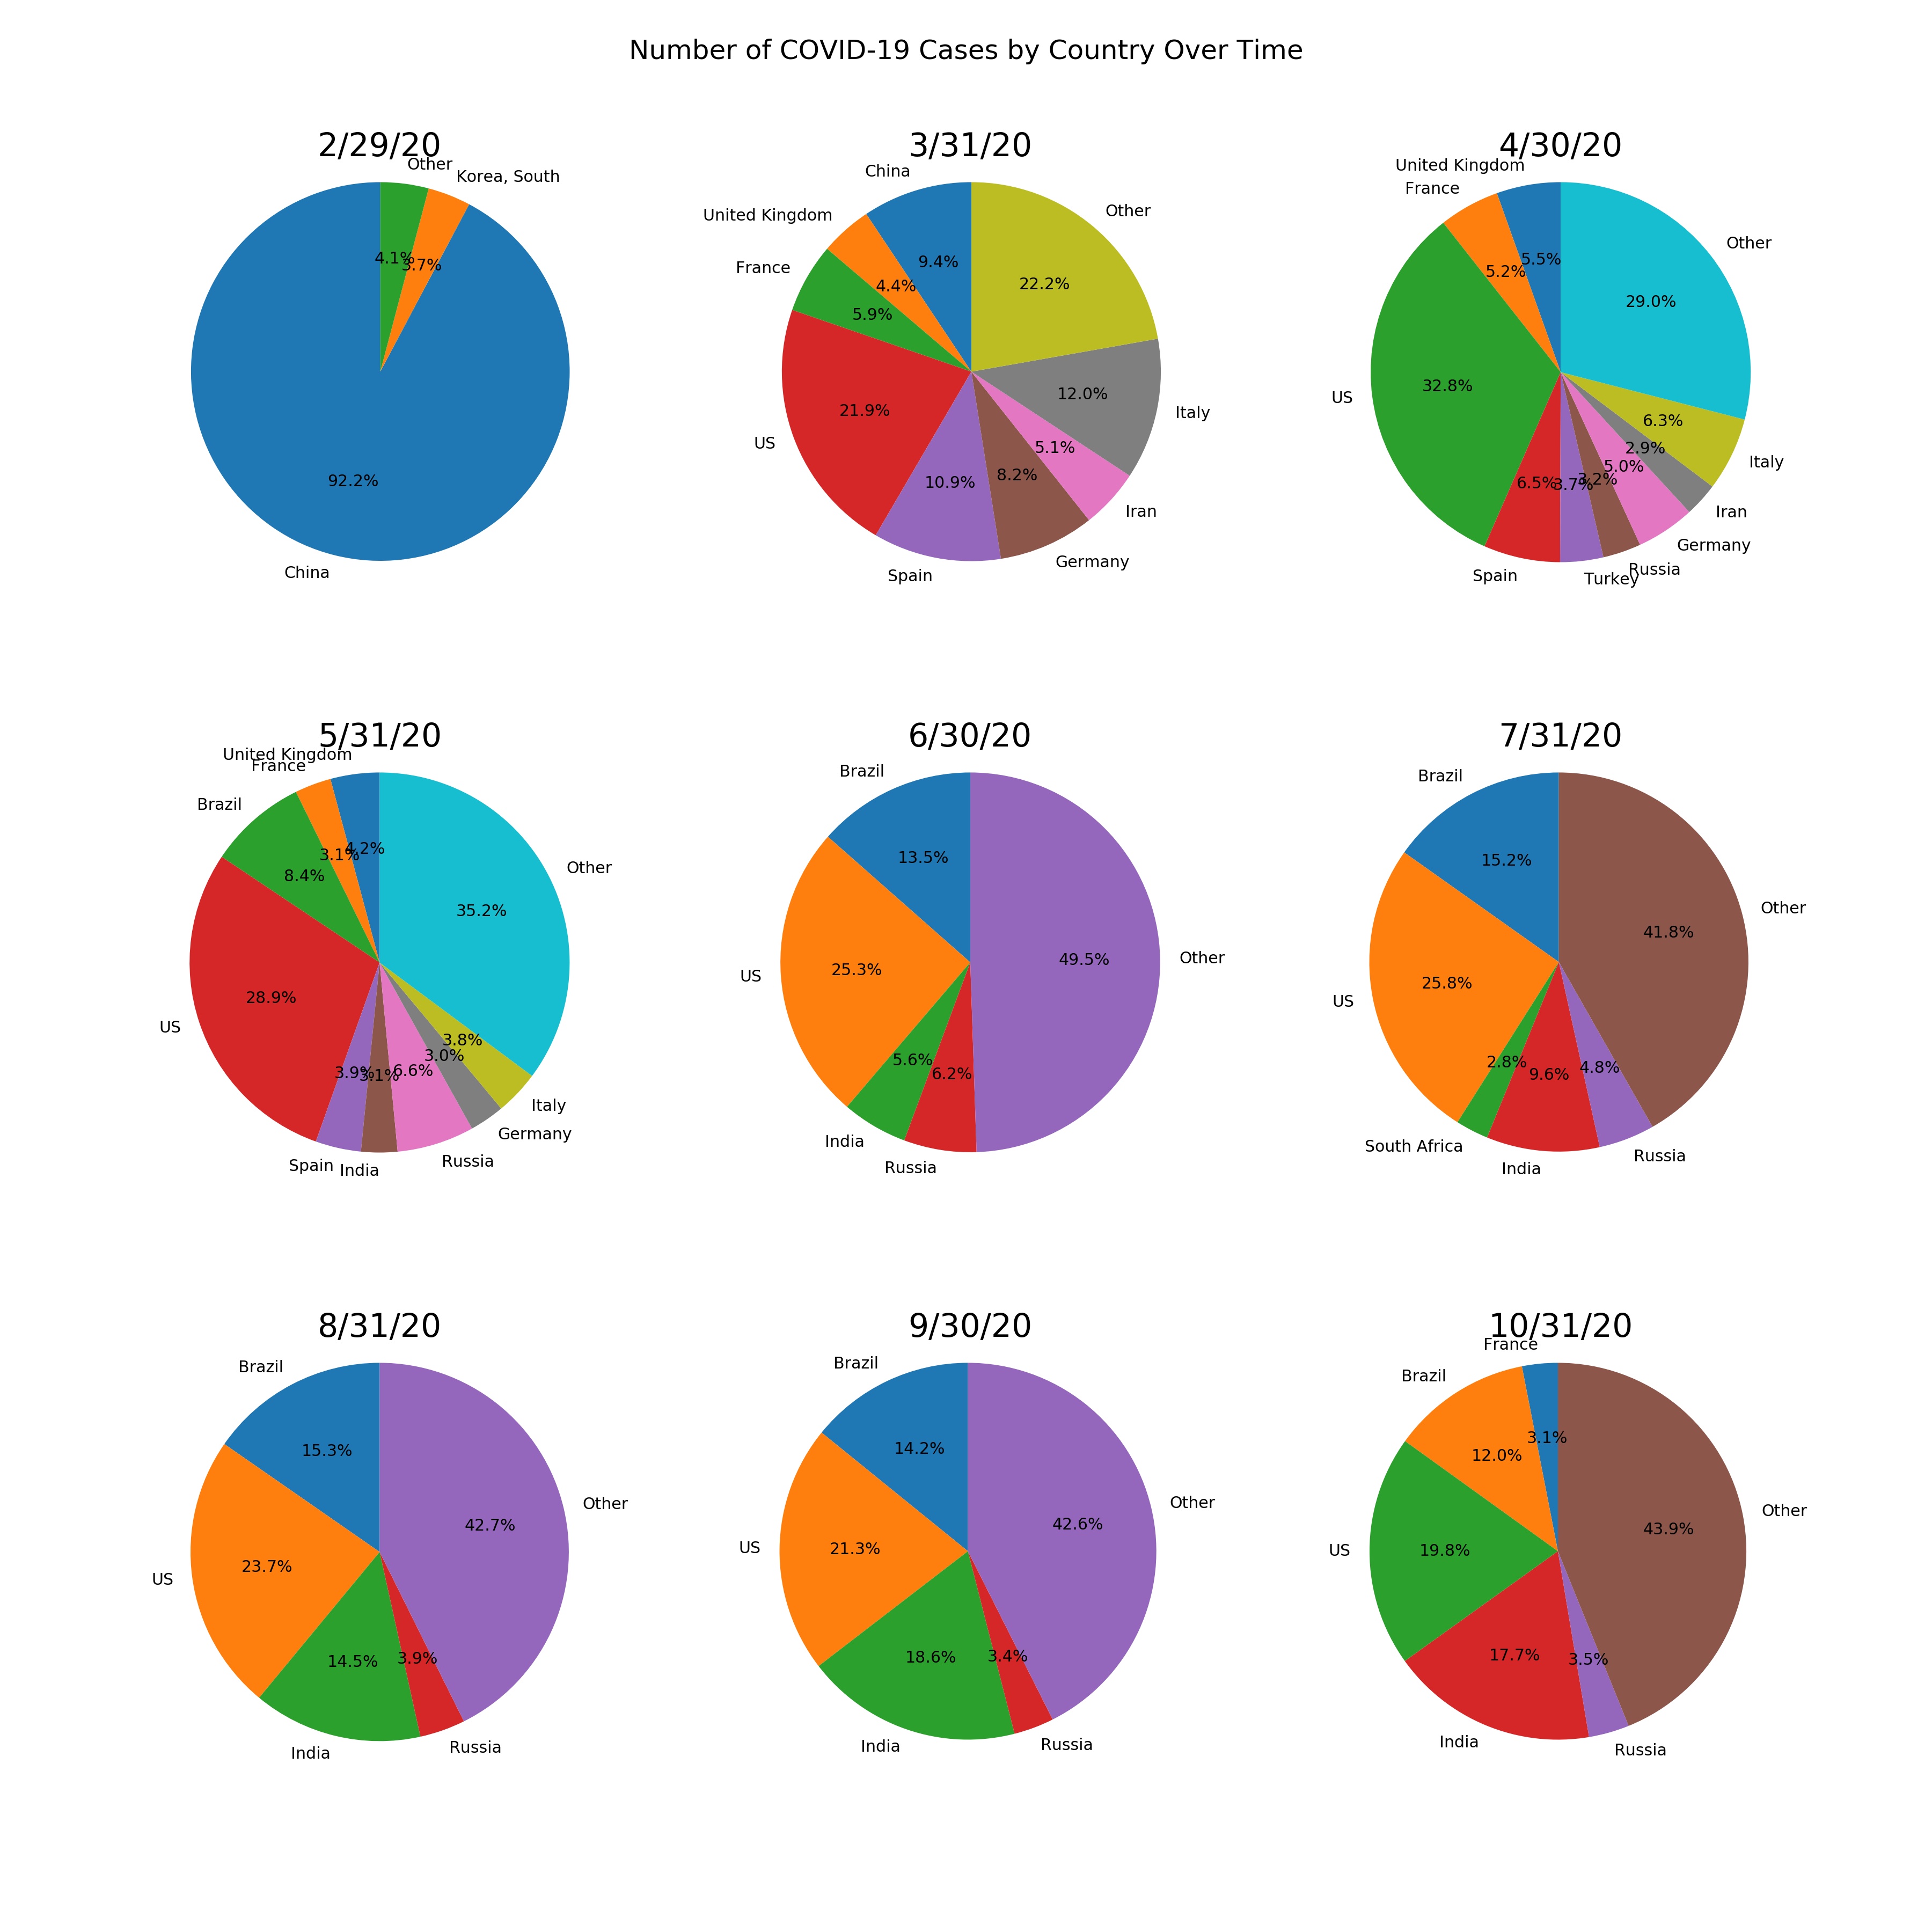 Number of COVID-19 Cases by Country Over Time
2/29/20
Other
Korea, South
4.1%
3.7%
92.2%
China
3/31/20
China
United Kingdom
Other
France
9.4%
4.4%
22.2%
5.9%
12.0%
Italy
21.9%
US
5.1%
8.2%
10.9%
Iran
Germany
Spain
4/30/20
United Kingdom
France
Other
5.5%
5.2%
29.0%
32.8%
US
6.3%
2.9%
5.0%
Italy
3.2%
3.7%
6.5%
Iran
Germany
Russia
Turkey
Spain
5/31/20
United Kingdom
France
Brazil
4.2%
3.1%
8.4%
Other
35.2%
28.9%
US
3.8%
3.0%
6.6%
3.1%
3.9%
Italy
Germany
Russia
India
Spain
6/30/20
Brazil
13.5%
49.5%
Other
25.3%
US
5.6%
6.2%
India
Russia
7/31/20
Brazil
15.2%
Other
41.8%
25.8%
US
2.8%
9.6%
4.8%
South Africa
India
Russia
8/31/20
Brazil
15.3%
Other
42.7%
23.7%
US
14.5%
3.9%
India
Russia
9/30/20
Brazil
14.2%
Other
42.6%
21.3%
US
18.6%
3.4%
India
Russia
10/31/20
France
Brazil
3.1%
12.0%
Other
43.9%
19.8%
US
17.7%
3.5%
India
Russia